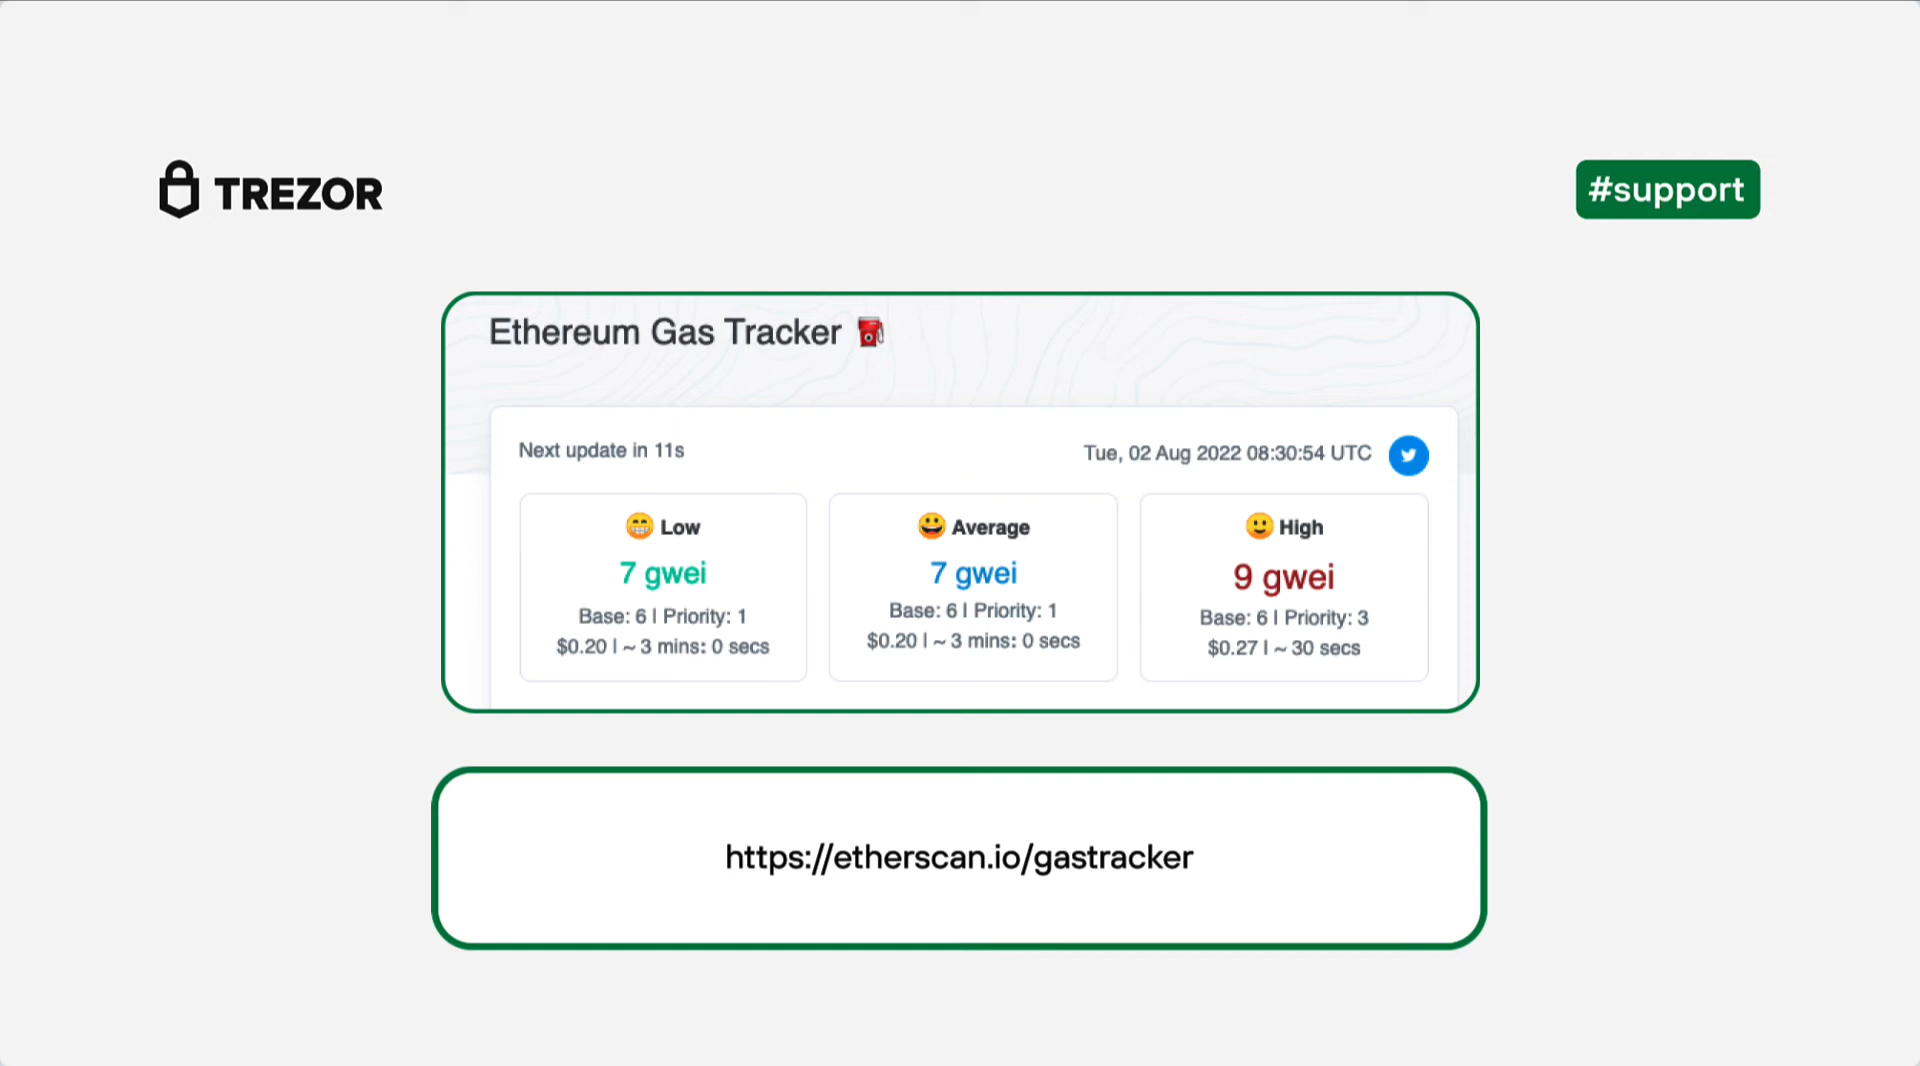 TREZOR
#support
Ethereum Gas Tracker
Next update in 11s
Tue, 02 Aug 2022 08:30:54 UTC
Low
7 gwei
Base: 6 | Priority: 1
$0.20 | ~ 3 mins: 0 secs
Average
7 gwei
Base: 6 | Priority: 1
$0.20 | ~ 3 mins: 0 secs
High
9 gwei
Base: 6 | Priority: 3
$0.27 | ~ 30 secs
https://etherscan.io/gastracker